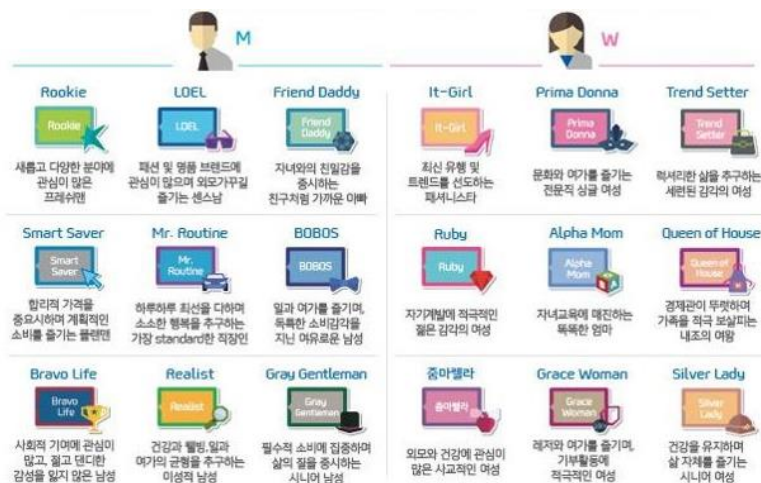 M
W
Rookie
Rookie
새롭고 다양한 분야에
관심이 많은
프레쉬맨
LOEL
LOEL
패션 및 명품 브랜드에
관심이 많으며 외모가꾸길
즐기는 센스남
Friend Daddy
Friend
Daddy
자녀와의 친밀감을
중시하는
친구처럼 가까운 아빠
It-Girl
It-Girl
최신 유행 및
트렌드를 선도하는
패셔니스타
Prima Donna
Prima
Donna
문화와 여가를 즐기는
전문직 싱글 여성
Trend Setter
Trend
Setter
럭셔리한 삶을 추구하는
세련된 감각의 여성
Smart Saver
Smart
Saver
합리적 가격을
중요시하며 계획적인
소비를 즐기는 플랜맨
Mr. Routine
Mr.
Routine
하루하루 최선을 다하며
소소한 행복을 추구하는
가장 standard한 직장인
BOBOS
BOBOS
일과 여가를 즐기며,
독특한 소비감각을
지닌 여유로운 남성
Ruby
Ruby
자기계발에 적극적인
젊은 감각의 여성
Alpha Mom
Alpha
Mom
자녀교육에 매진하는
똑똑한 엄마
Queen of House
Queen of
House
경제관이 뚜렷하며
가족을 적극 보살피는
내조의 여왕
Bravo Life
Bravo
Life
사회적 기여에 관심이
많고, 젊고 댄디한
감성을 잃지 않은 남성
Realist
Realist
건강과 웰빙,일과
여가의 균형을 추구하는
이성적 남성
Gray Gentleman
Gray
Gentleman
필수적 소비에 집중하며
삶의 질을 중시하는
시니어 남성
줌마렐라
줌마렐라
외모와 건강에 관심이
많은 사교적인 여성
Grace Woman
Grace
Woman
레저와 여가를 즐기며,
기부활동에
적극적인 여성
Silver Lady
Silver
Lady
건강을 유지하며
삶 자체를 즐기는
시니어 여성